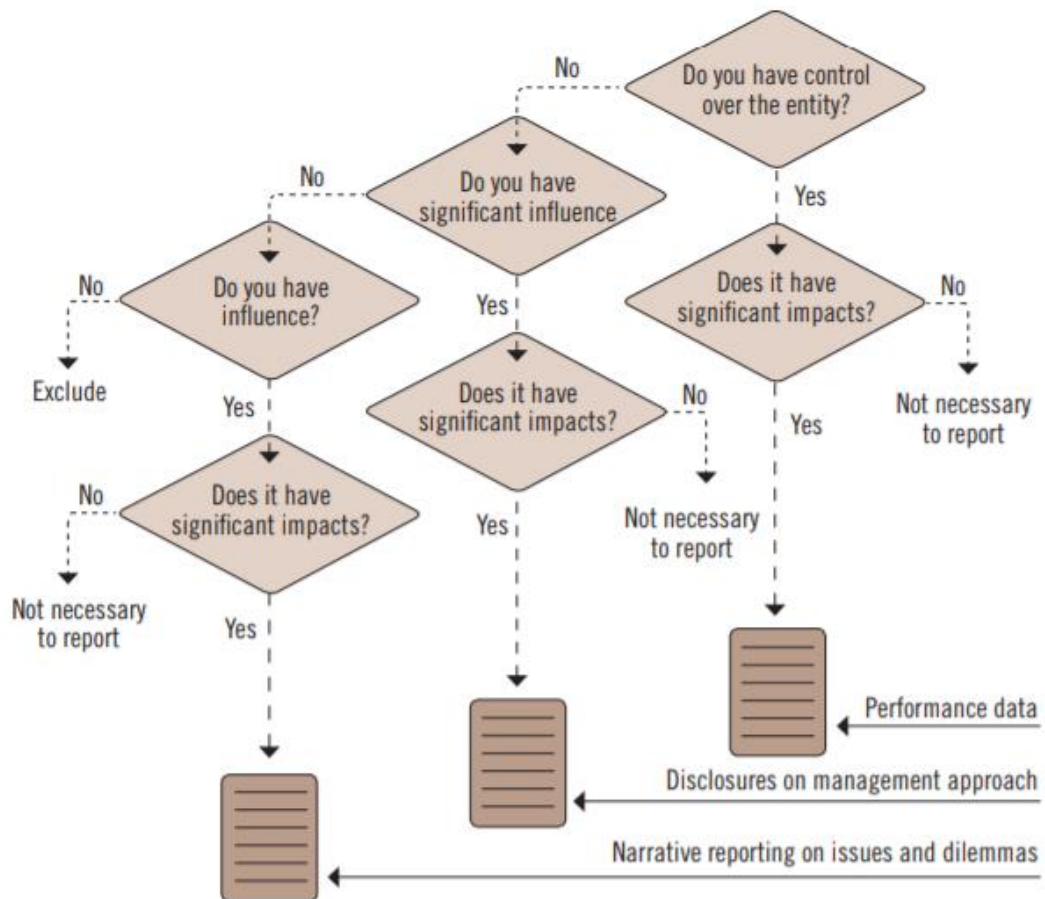 Do you have control
over the entity?
No
Yes
Do you have
significant influence
No
Yes
Do you have
influence?
No
Exclude
Yes
Does it have
significant impacts?
No
Not necessary
to report
Yes
Does it have
significant impacts?
No
Not necessary
to report
Yes
Does it have
significant impacts?
No
Not necessary
to report
Yes
Performance data
Disclosures on management approach
Narrative reporting on issues and dilemmas